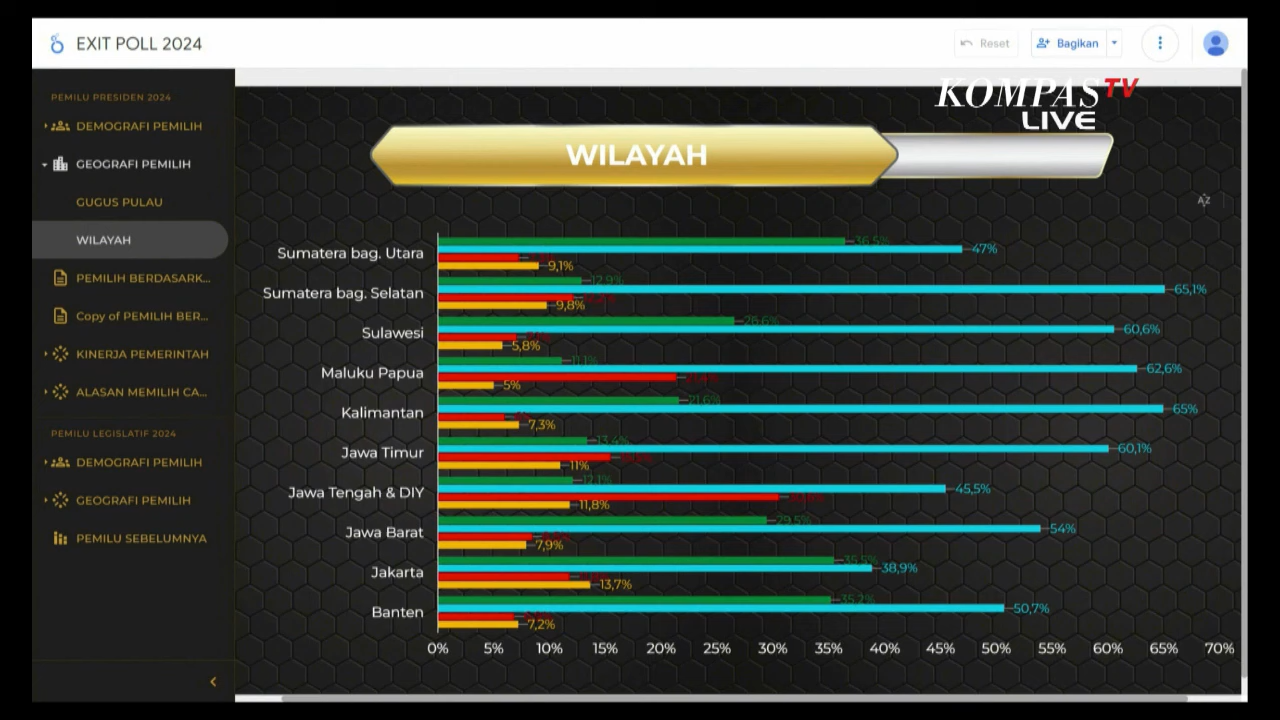 EXIT POLL 2024
Reset
Bagikan
KOMPAS TV
LIVE
PEMILU PRESIDEN 2024
DEMOGRAFI PEMILIH
GEOGRAFI PEMILIH
GUGUS PULAU
WILAYAH
PEMILIH BERDASARK...
Copy of PEMILIH BER...
KINERJA PEMERINTAH
ALASAN MEMILIH CA...
PEMILU LEGISLATIF 2024
DEMOGRAFI PEMILIH
GEOGRAFI PEMILIH
PEMILU SEBELUMNYA
WILAYAH
AZ
Sumatera bag. Utara 36,5% 47% 9,1%
Sumatera bag. Selatan 12,9% 65,1% 9,8%
Sulawesi 26,6% 60,6% 5,8%
Maluku Papua 11,1% 62,6% 5%
Kalimantan 21,6% 65% 7,3%
Jawa Timur 13,4% 60,1% 11%
Jawa Tengah & DIY 12,1% 45,5% 11,8%
Jawa Barat 29,5% 54% 7,9%
Jakarta 35,5% 38,9% 13,7%
Banten 35,2% 50,7% 7,2%
0% 5% 10% 15% 20% 25% 30% 35% 40% 45% 50% 55% 60% 65% 70%